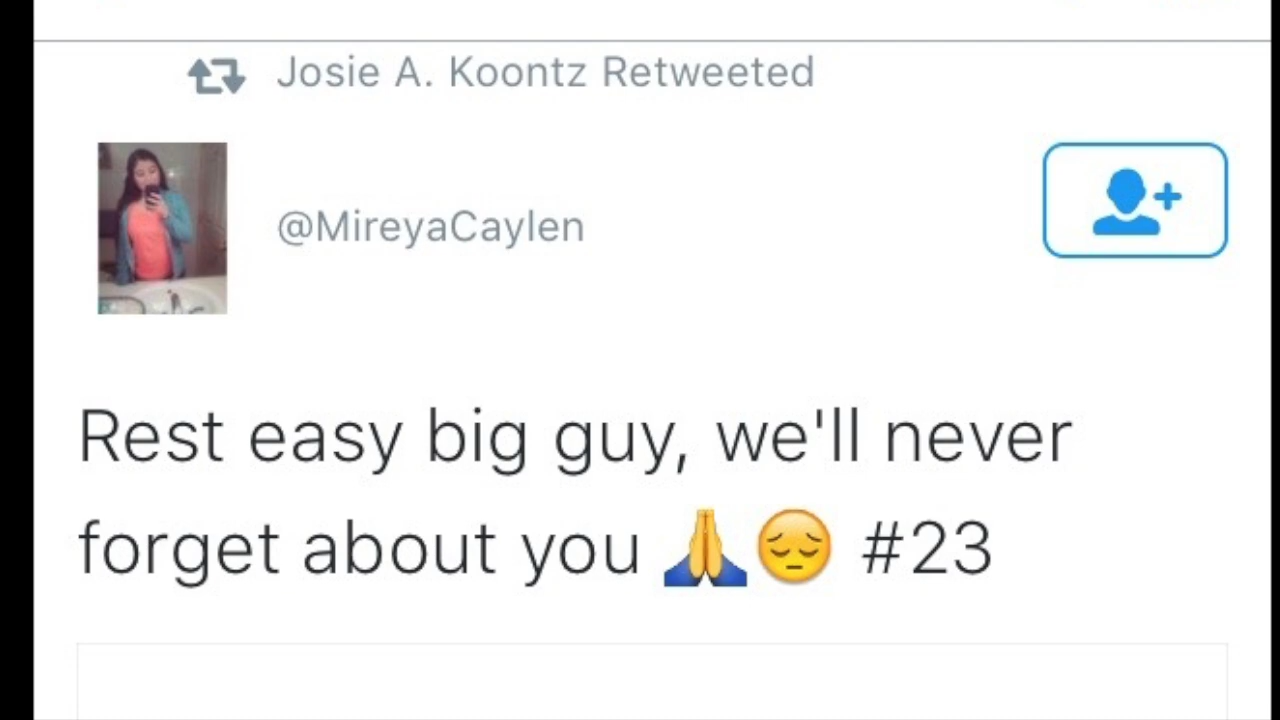 Josie A. Koontz Retweeted
@MireyaCaylen
Rest easy big guy, we'll never
forget about you 🙏😔 #23